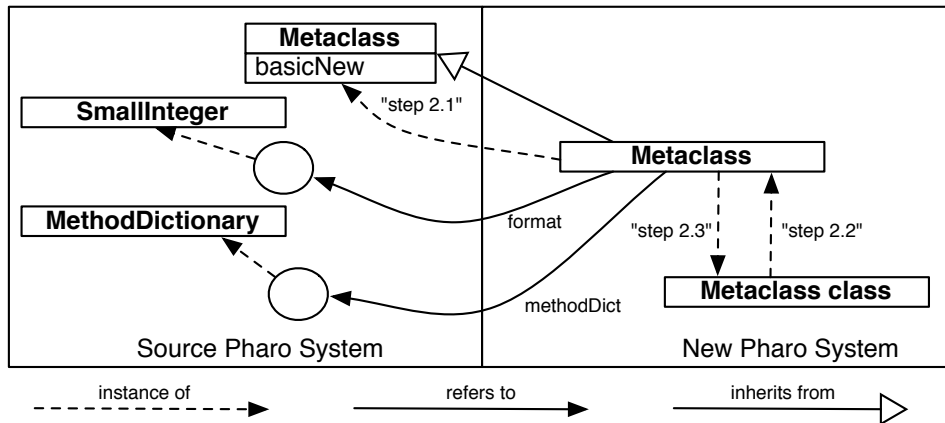 Metaclass
basicNew
"step 2.1"
SmallInteger
Metaclass
MethodDictionary
format
"step 2.3"
"step 2.2"
Metaclass class
methodDict
Source Pharo System
New Pharo System
instance of
refers to
inherits from